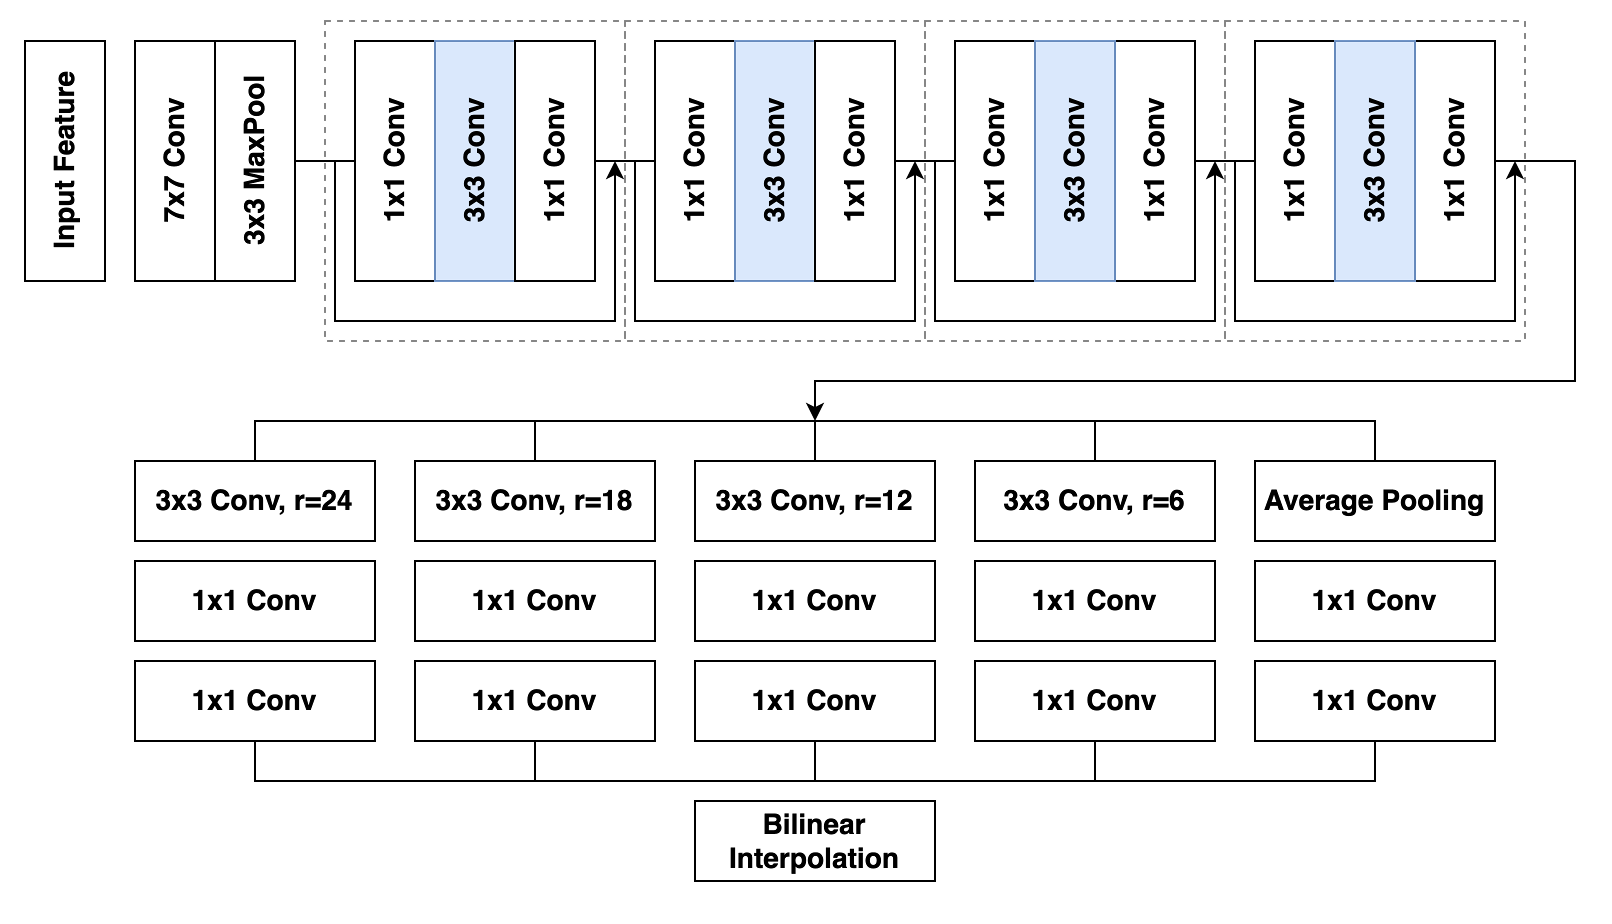 Input Feature
7x7 Conv
3x3 MaxPool
1x1 Conv
3x3 Conv
1x1 Conv
1x1 Conv
3x3 Conv
1x1 Conv
1x1 Conv
3x3 Conv
1x1 Conv
1x1 Conv
3x3 Conv
1x1 Conv
3x3 Conv, r=24
3x3 Conv, r=18
3x3 Conv, r=12
3x3 Conv, r=6
Average Pooling
1x1 Conv
1x1 Conv
1x1 Conv
1x1 Conv
1x1 Conv
1x1 Conv
1x1 Conv
1x1 Conv
1x1 Conv
1x1 Conv
Bilinear
Interpolation